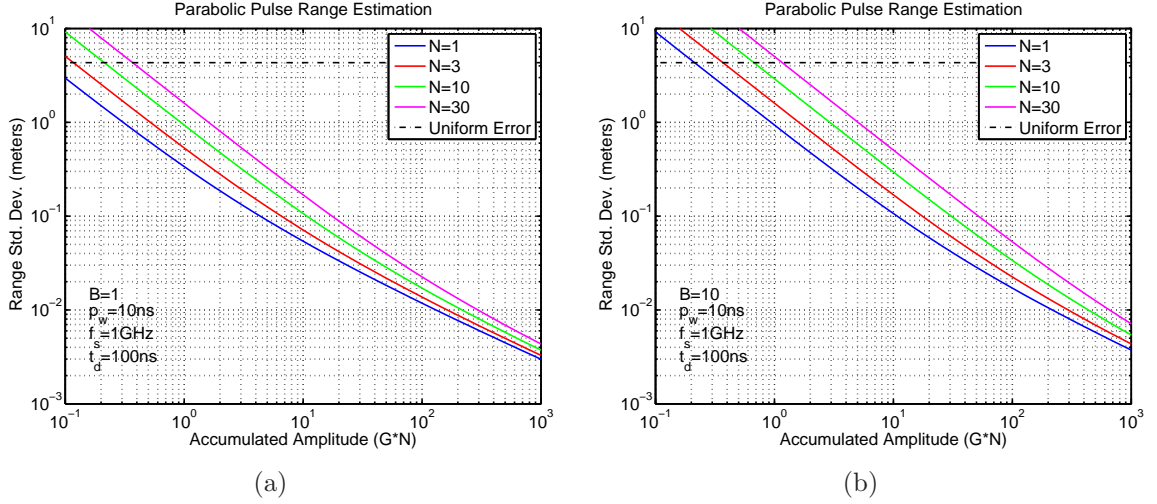 Parabolic Pulse Range Estimation
Range Std. Dev. (meters)
10^1
10^0
10^-1
10^-2
10^-3
N=1
N=3
N=10
N=30
Uniform Error
B=1
p_w=10ns
f_s=1GHz
t_d=100ns
10^-1 10^0 10^1 10^2 10^3
Accumulated Amplitude (G*N)
(a)
Parabolic Pulse Range Estimation
Range Std. Dev. (meters)
10^1
10^0
10^-1
10^-2
10^-3
N=1
N=3
N=10
N=30
Uniform Error
B=10
p_w=10ns
f_s=1GHz
t_d=100ns
10^-1 10^0 10^1 10^2 10^3
Accumulated Amplitude (G*N)
(b)